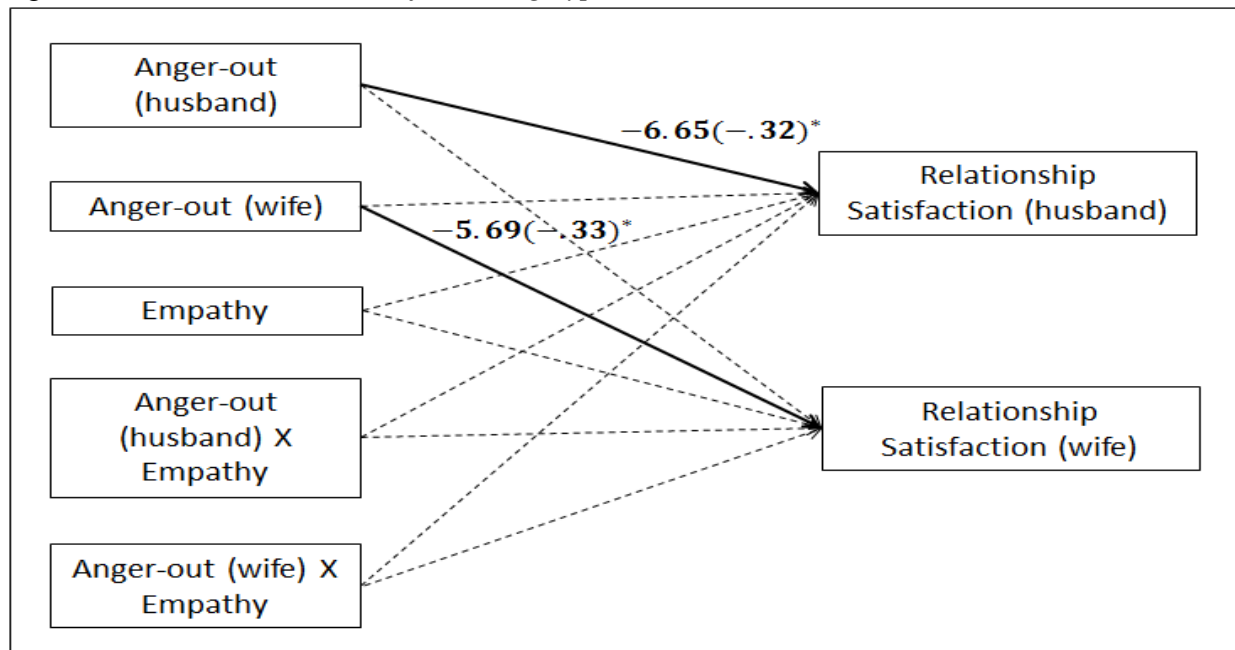 Anger-out
(husband)
−6.65(−.32)*
Relationship
Satisfaction (husband)
Anger-out (wife)
−5.69(−.33)*
Empathy
Anger-out
(husband) X
Empathy
Relationship
Satisfaction (wife)
Anger-out (wife) X
Empathy